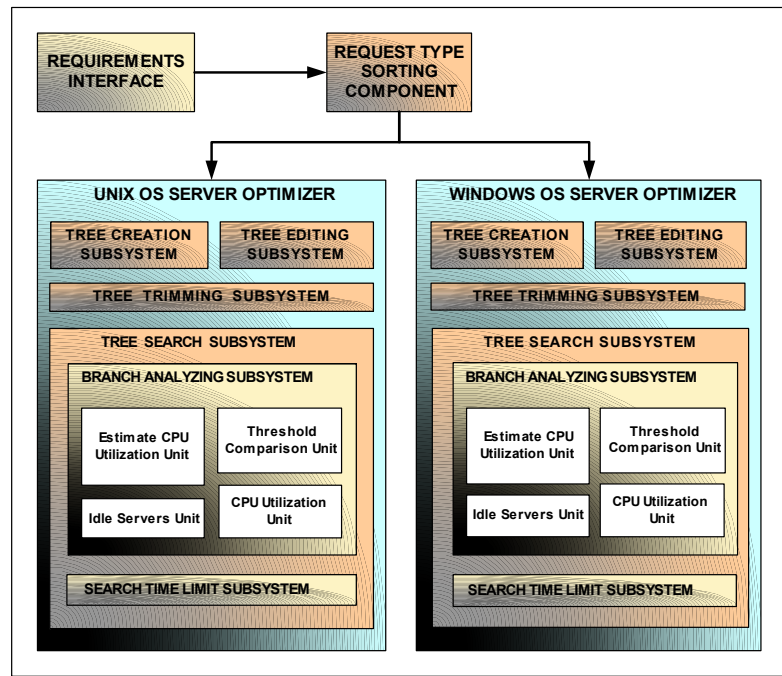 REQUIREMENTS
INTERFACE
REQUEST TYPE
SORTING
COMPONENT
UNIX OS SERVER OPTIMIZER
TREE CREATION
SUBSYSTEM
TREE EDITING
SUBSYSTEM
TREE TRIMMING SUBSYSTEM
TREE SEARCH SUBSYSTEM
BRANCH ANALYZING SUBSYSTEM
Estimate CPU
Utilization Unit
Threshold
Comparison Unit
Idle Servers Unit
CPU Utilization
Unit
SEARCH TIME LIMIT SUBSYSTEM
WINDOWS OS SERVER OPTIMIZER
TREE CREATION
SUBSYSTEM
TREE EDITING
SUBSYSTEM
TREE TRIMMING SUBSYSTEM
TREE SEARCH SUBSYSTEM
BRANCH ANALYZING SUBSYSTEM
Estimate CPU
Utilization Unit
Threshold
Comparison Unit
Idle Servers Unit
CPU Utilization
Unit
SEARCH TIME LIMIT SUBSYSTEM